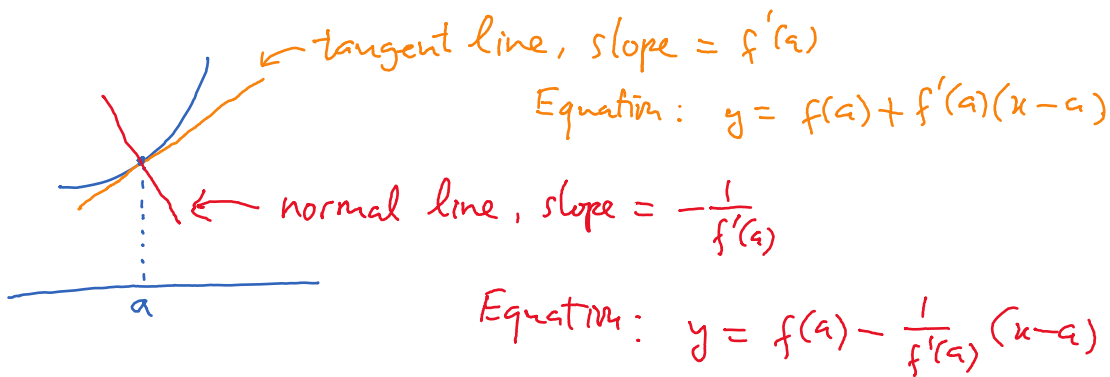 tangent line, slope = f'(a)
Equation: y = f(a) + f'(a)(x-a)
normal line, slope = -1/f'(a)
a
Equation: y = f(a) - 1/f'(a) (x-a)